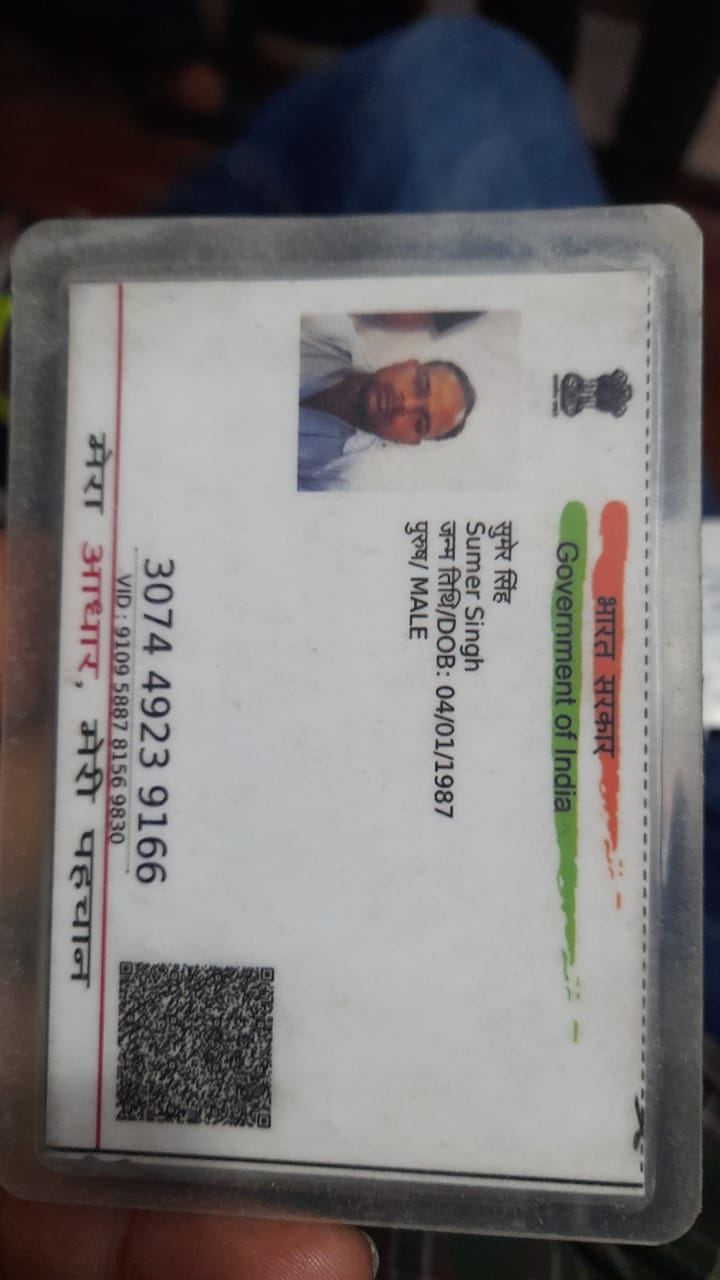 भारत सरकार
Government of India
सुमेर सिंह
Sumer Singh
जन्म तिथि/DOB: 04/01/1987
पुरुष/ MALE
3074 4923 9166
VID : 9109 5887 8156 9830
मेरा आधार, मेरी पहचान